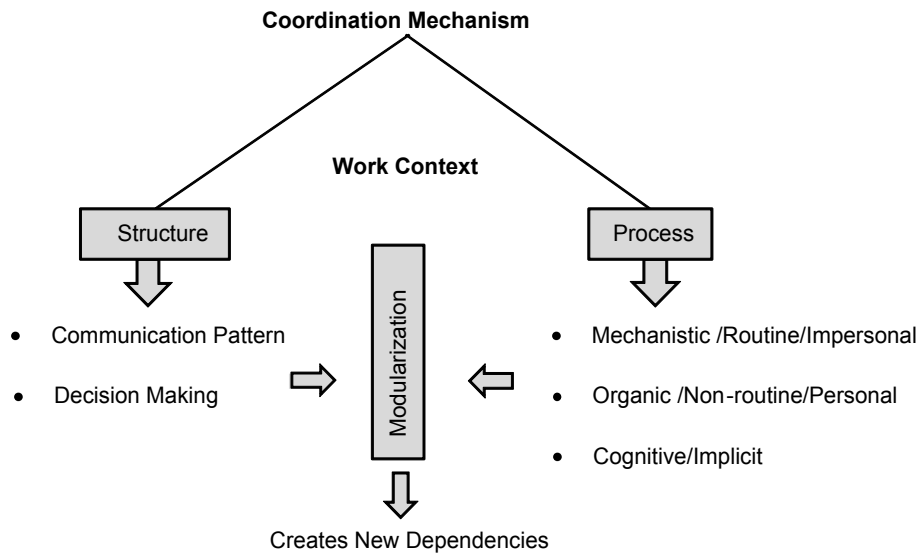 Coordination Mechanism
Work Context
Structure
Process
Modularization
• Communication Pattern
• Decision Making
• Mechanistic /Routine/Impersonal
• Organic /Non-routine/Personal
• Cognitive/Implicit
Creates New Dependencies